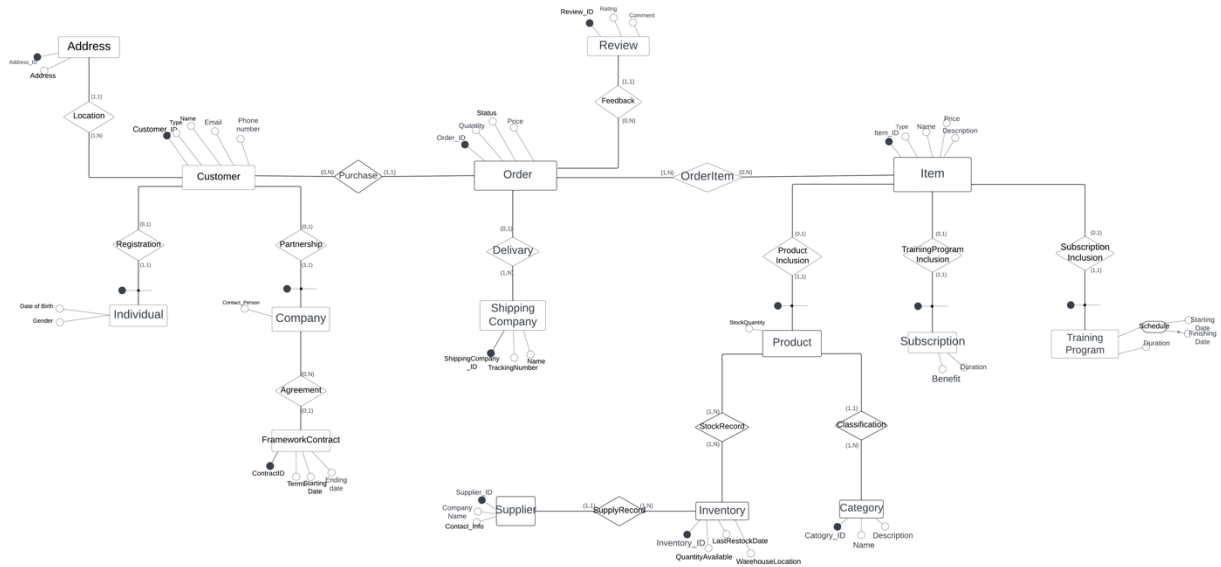 Review_ID
Rating
Comment
Review
Address
Address_ID
Address
(1,1)
Location
(1,N)
(1,1)
Feedback
(0,N)
Customer_ID
Type
Name
Email
Phone
number
Customer
(0,N)
Purchase
(1,1)
Order_ID
Quantity
Status
Price
Order
(1,N)
OrderItem
(0,N)
Item_ID
Type
Name
Price
Description
Item
(0,1)
Registration
(1,1)
(0,1)
Partnership
(1,1)
(0,1)
Delivary
(1,N)
(0,1)
Product
Inclusion
(1,1)
(0,1)
TrainingProgram
Inclusion
(1,1)
(0,1)
Subscription
Inclusion
(1,1)
Date of Birth
Gender
Individual
Contact_Person
Company
Shipping
Company
ShippingCompany
_ID
TrackingNumber
Name
StockQuantity
Product
Subscription
Benefit
Duration
Training
Program
Schedule
Starting
Date
Finishing
Date
Duration
(0,N)
Agreement
(0,1)
(1,N)
StockRecord
(1,N)
(1,1)
Classification
(1,N)
FrameworkContract
ContractID
Terms
Starting
Date
Ending
date
Supplier_ID
Company
Name
Contact_Info
Supplier
(1,1)
SupplyRecord
(1,N)
Inventory
Inventory_ID
QuantityAvailable
LastRestockDate
WarehouseLocation
Category
Catogry_ID
Name
Description